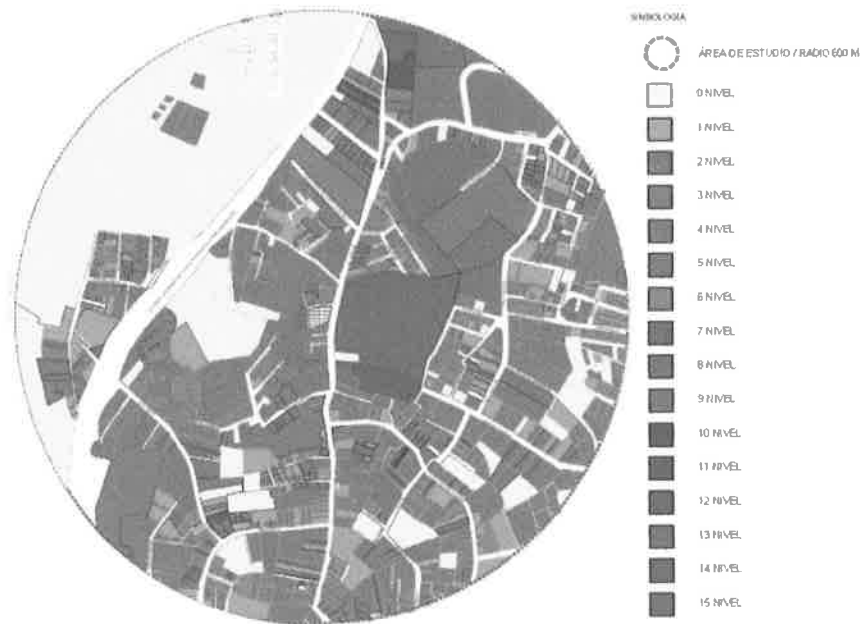 SIMBOLOGÍA
ÁREA DE ESTUDIO / RADIO 600 M
0 NIVEL
1 NIVEL
2 NIVEL
3 NIVEL
4 NIVEL
5 NIVEL
6 NIVEL
7 NIVEL
8 NIVEL
9 NIVEL
10 NIVEL
11 NIVEL
12 NIVEL
13 NIVEL
14 NIVEL
15 NIVEL